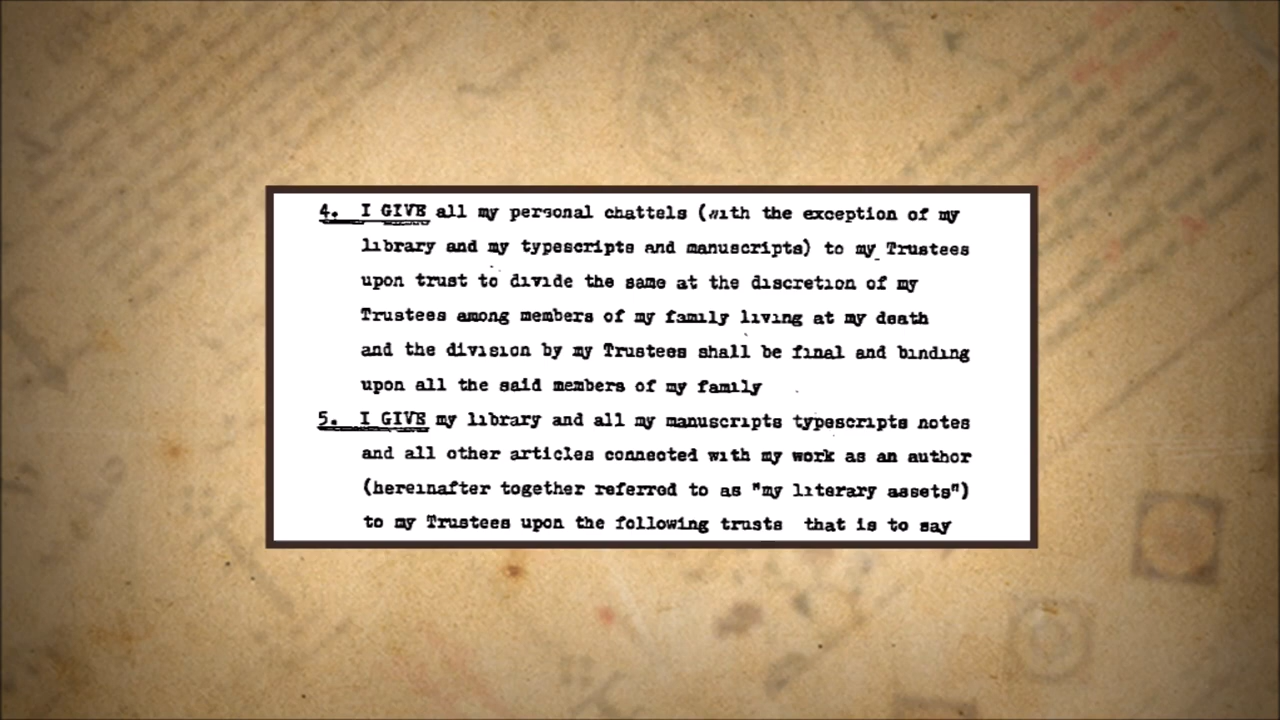 4. I GIVE all my personal chattels (with the exception of my
library and my typescripts and manuscripts) to my Trustees
upon trust to divide the same at the discretion of my
Trustees among members of my family living at my death
and the division by my Trustees shall be final and binding
upon all the said members of my family
5. I GIVE my library and all my manuscripts typescripts notes
and all other articles connected with my work as an author
(hereinafter together referred to as "my literary assets")
to my Trustees upon the following trusts that is to say